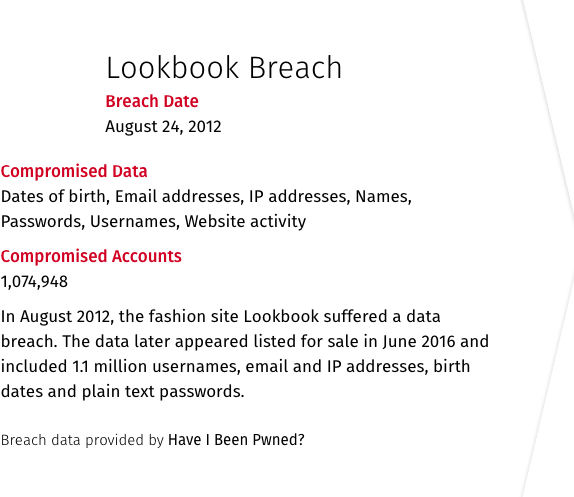 Lookbook Breach
Breach Date
August 24, 2012
Compromised Data
Dates of birth, Email addresses, IP addresses, Names,
Passwords, Usernames, Website activity
Compromised Accounts
1,074,948
In August 2012, the fashion site Lookbook suffered a data
breach. The data later appeared listed for sale in June 2016 and
included 1.1 million usernames, email and IP addresses, birth
dates and plain text passwords.
Breach data provided by Have I Been Pwned?